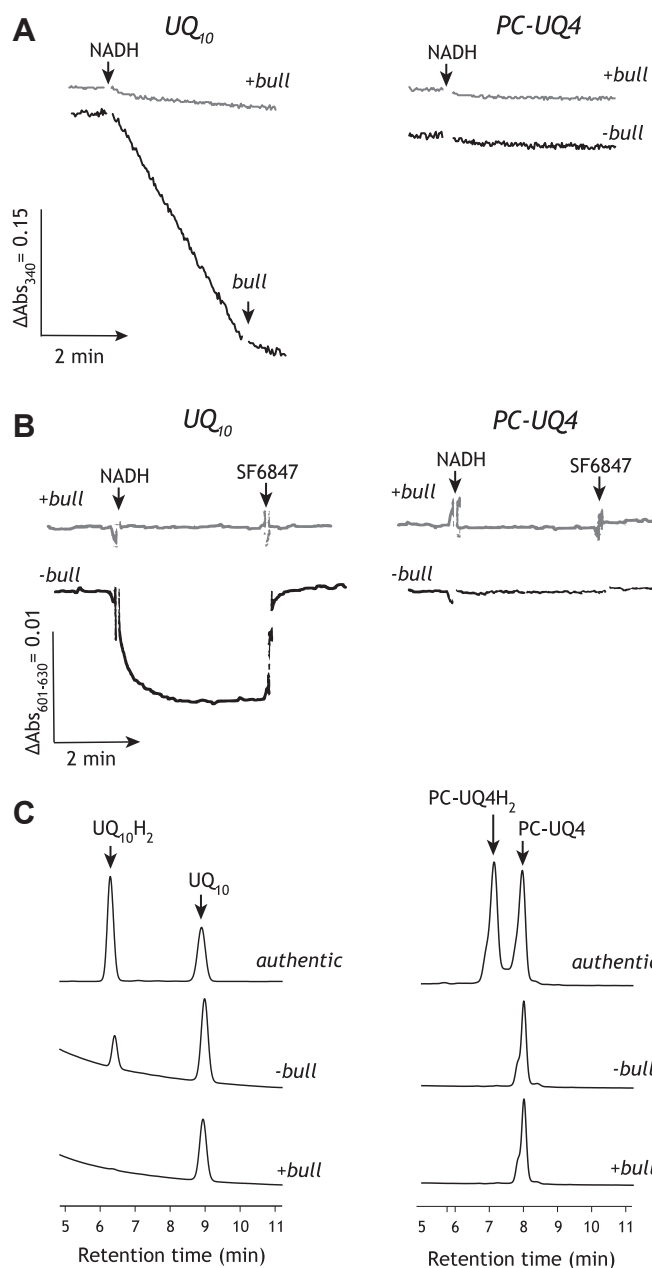 A
UQ10
PC-UQ4
NADH
+bull
NADH
+bull
-bull
ΔAbs340= 0.15
bull
2 min
B
UQ10
PC-UQ4
NADH
SF6847
+bull
NADH
SF6847
+bull
-bull
-bull
ΔAbs601-630= 0.01
2 min
C
UQ10H2
UQ10
authentic
-bull
+bull
PC-UQ4H2
PC-UQ4
authentic
-bull
+bull
5 6 7 8 9 10 11
Retention time (min)
5 6 7 8 9 10 11
Retention time (min)